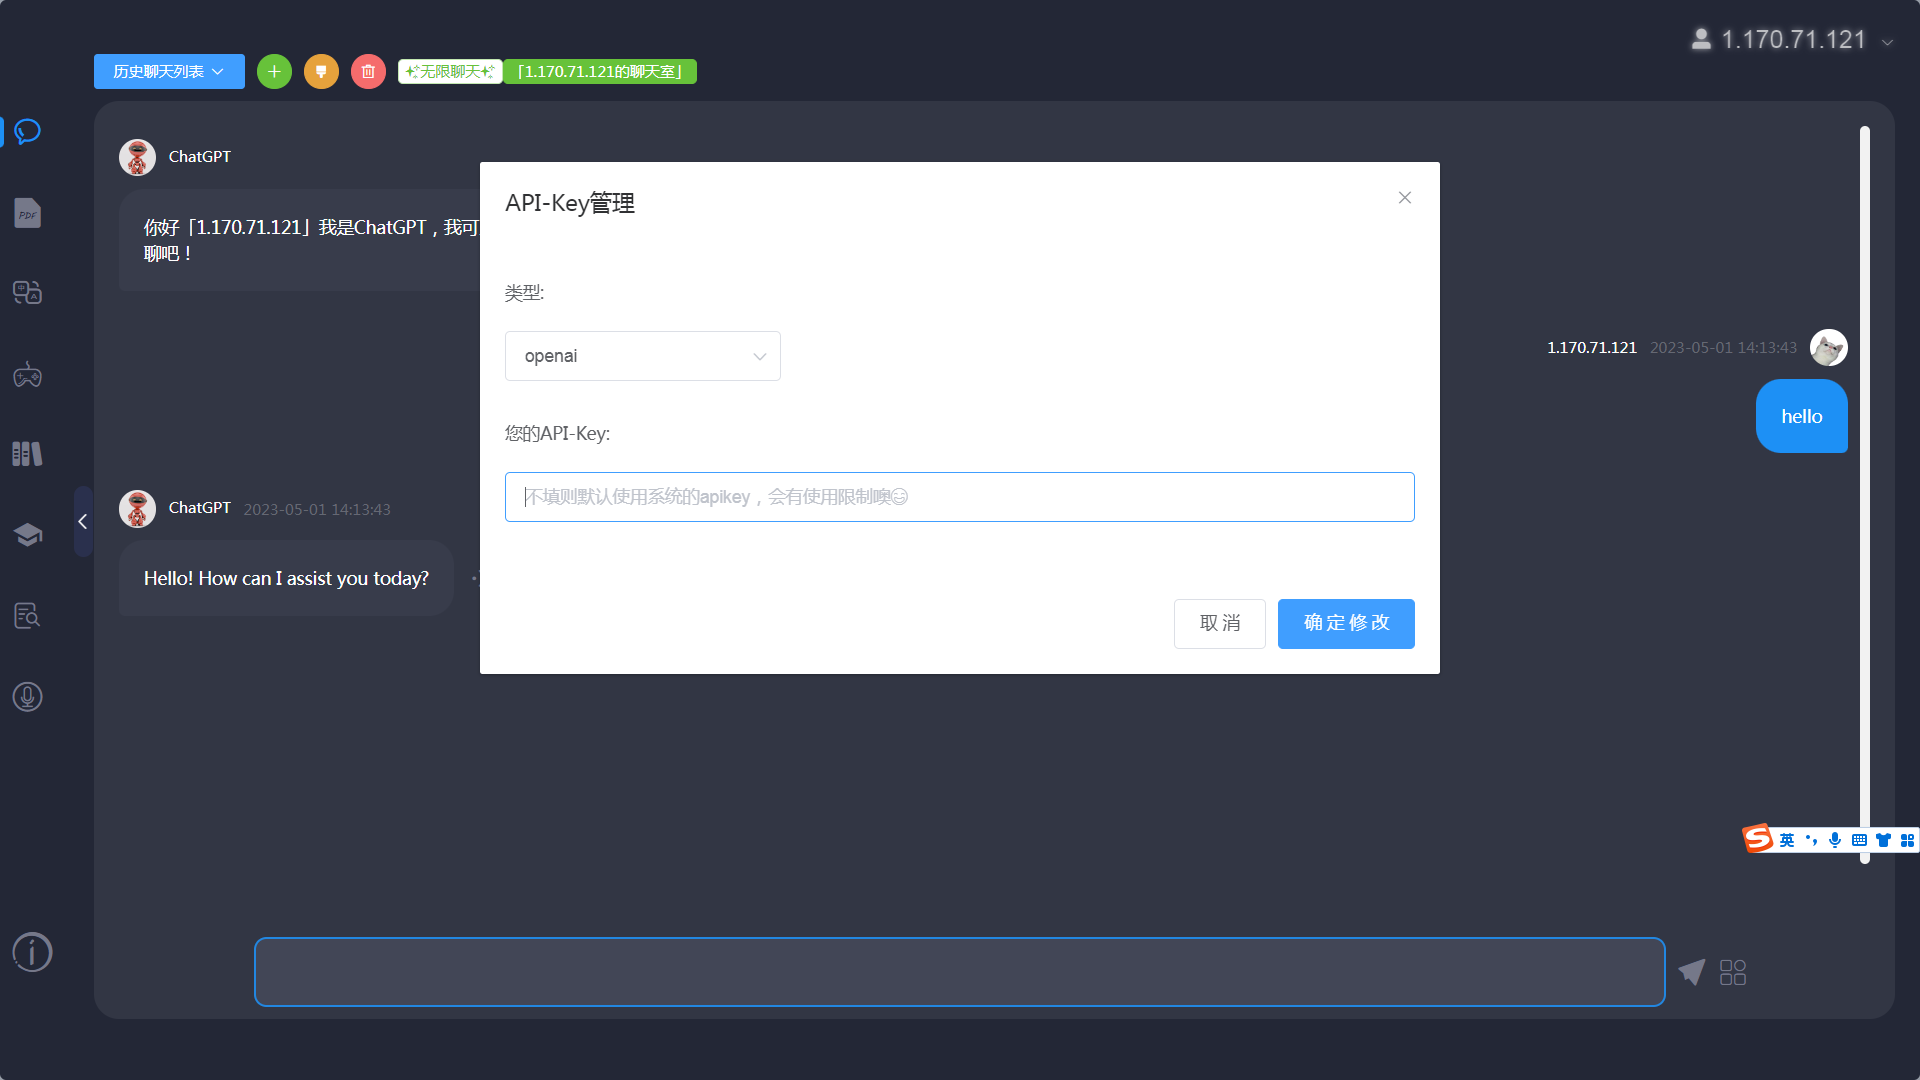 1.170.71.121
历史聊天列表
无限聊天
「1.170.71.121的聊天室」
ChatGPT
你好「1.170.71.121」我是ChatGPT，我可
聊吧！
PDF
中 A
API-Key管理
类型:
openai
您的API-Key:
不填则默认使用系统的apikey，会有使用限制噢😄
取消
确定修改
1.170.71.121 2023-05-01 14:13:43
hello
ChatGPT 2023-05-01 14:13:43
Hello! How can I assist you today?
S 英